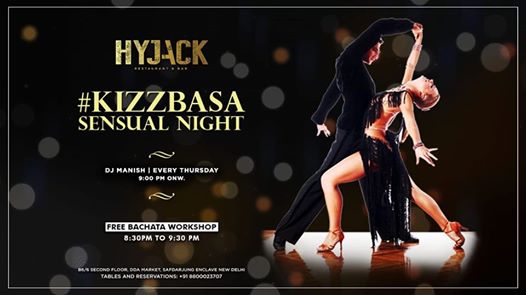 HYJACK
RESTAURANT & BAR
#KIZZBASA
SENSUAL NIGHT
DJ MANISH | EVERY THURSDAY
9:00 PM ONW.
FREE BACHATA WORKSHOP
8:30PM TO 9:30 PM
B6/6 SECOND FLOOR, DDA MARKET, SAFDARJUNG ENCLAVE NEW DELHI
TABLES AND RESERVATIONS: +91 8800023707